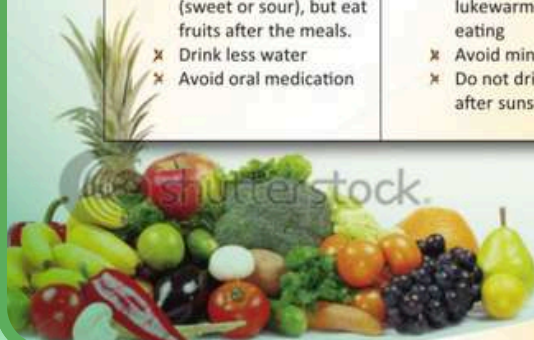 (sweet or sour), but eat
fruits after the meals.
Drink less water
Avoid oral medication
lukewarm
eating
Avoid min
Do not dri
after suns
shutterstock.